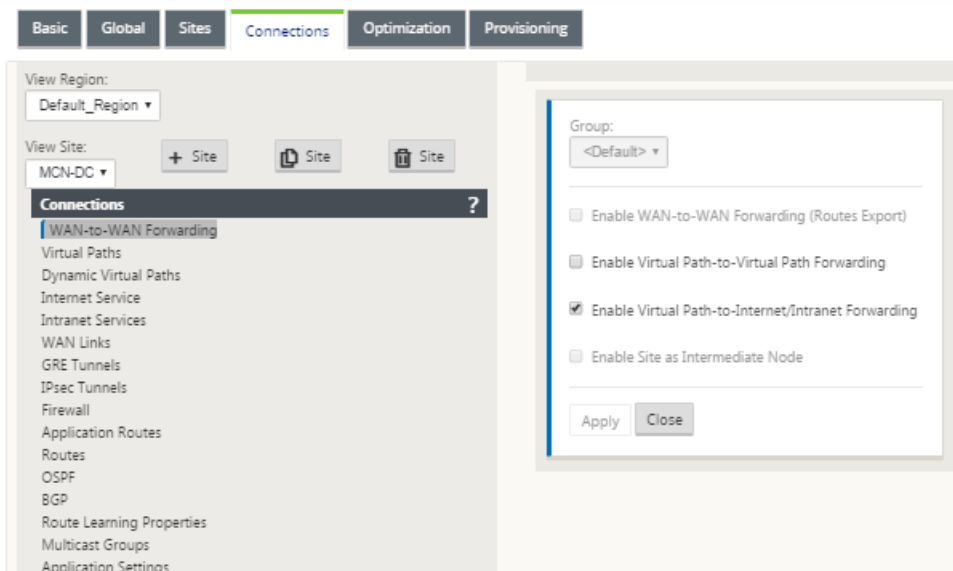 Basic Global Sites Connections Optimization Provisioning
View Region:
Default_Region
View Site:
MCN-DC
+ Site
Site
Site
Connections ?
WAN-to-WAN Forwarding
Virtual Paths
Dynamic Virtual Paths
Internet Service
Intranet Services
WAN Links
GRE Tunnels
IPsec Tunnels
Firewall
Application Routes
Routes
OSPF
BGP
Route Learning Properties
Multicast Groups
Application Settings
Group:
<Default>
Enable WAN-to-WAN Forwarding (Routes Export)
Enable Virtual Path-to-Virtual Path Forwarding
Enable Virtual Path-to-Internet/Intranet Forwarding
Enable Site as Intermediate Node
Apply Close